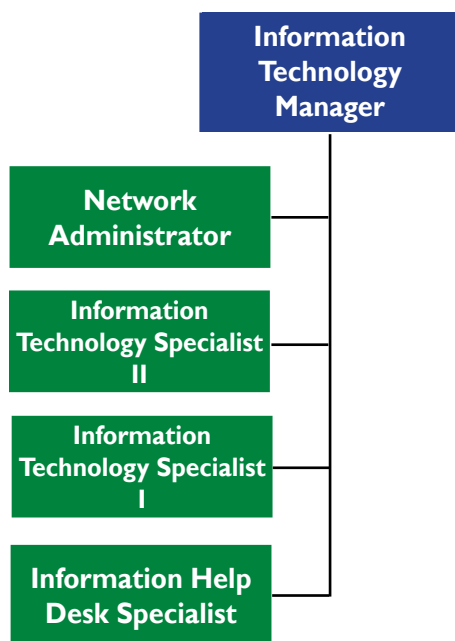 Information
Technology
Manager
Network
Administrator
Information
Technology Specialist
II
Information
Technology Specialist
I
Information Help
Desk Specialist